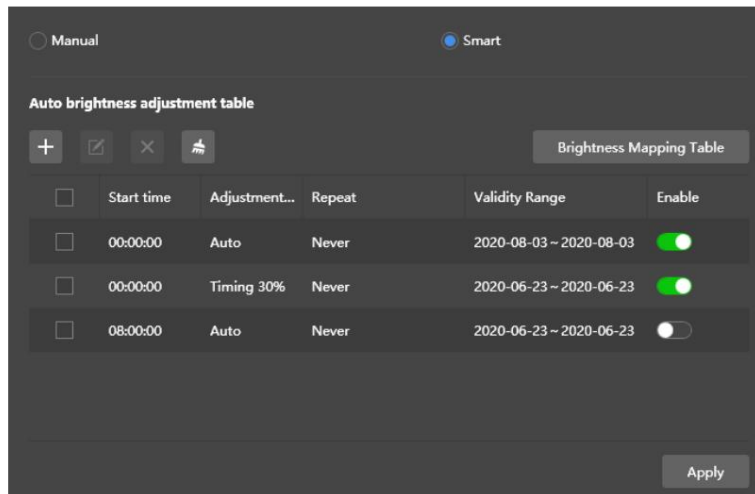 Manual Smart
Auto brightness adjustment table
Brightness Mapping Table
Start time Adjustment... Repeat Validity Range Enable
00:00:00 Auto Never 2020-08-03 ~ 2020-08-03
00:00:00 Timing 30% Never 2020-06-23 ~ 2020-06-23
08:00:00 Auto Never 2020-06-23 ~ 2020-06-23
Apply